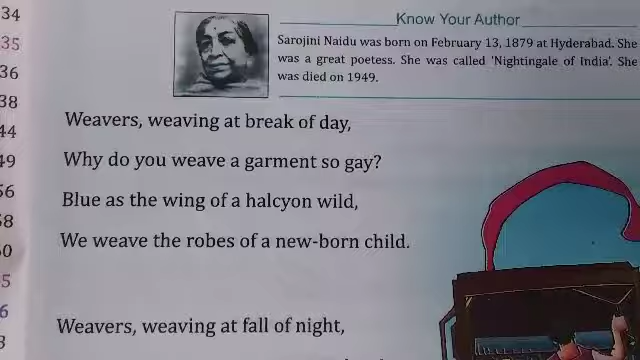 34
35
36
38
44
49
56
58
60
5
6
3
Know Your Author
Sarojini Naidu was born on February 13, 1879 at Hyderabad. She
was a great poetess. She was called 'Nightingale of India'. She
was died on 1949.
Weavers, weaving at break of day,
Why do you weave a garment so gay?
Blue as the wing of a halcyon wild,
We weave the robes of a new-born child.
Weavers, weaving at fall of night,